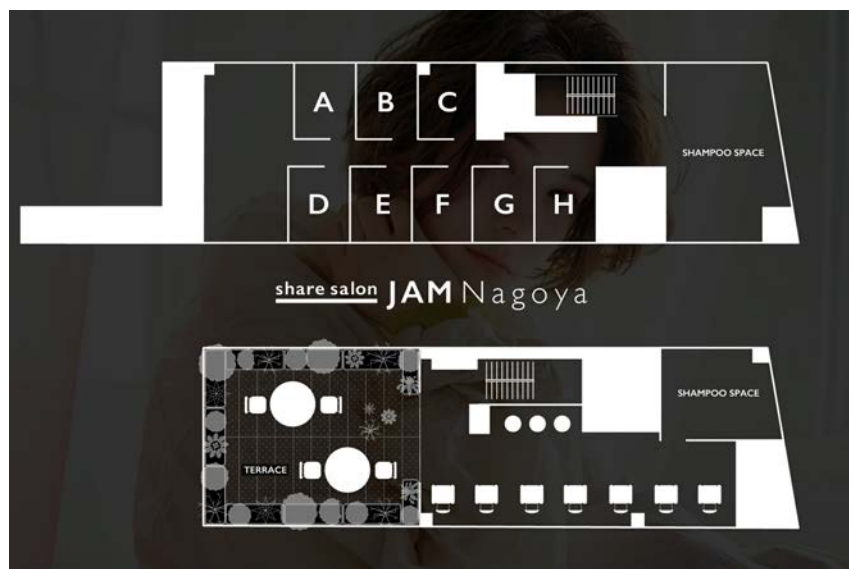 A B C
SHAMPOO SPACE
D E F G H
share salon JAM Nagoya
SHAMPOO SPACE
TERRACE